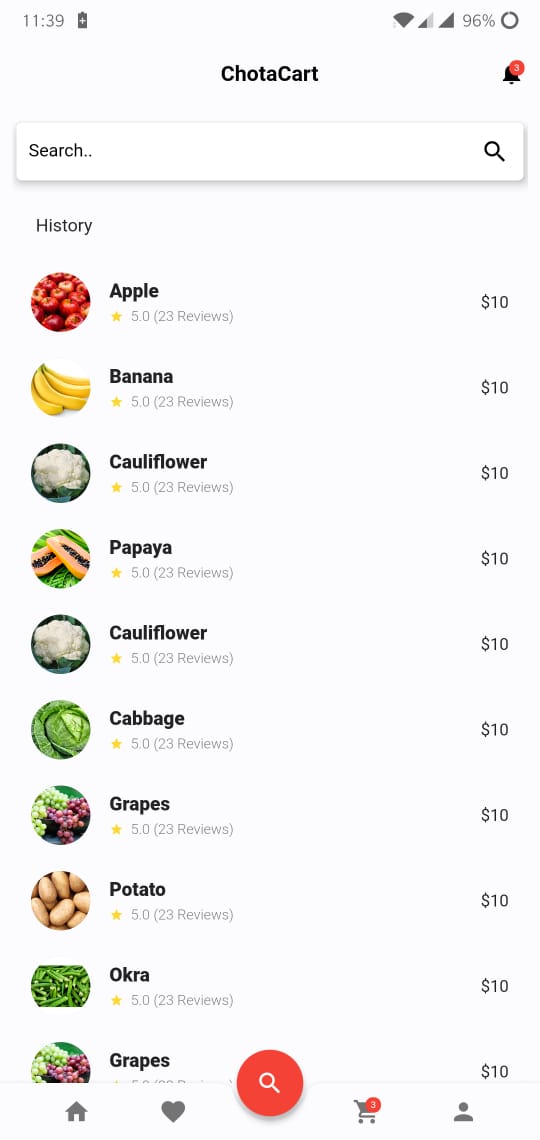 11:39 96%
ChotaCart
3
Search..
History
Apple
5.0 (23 Reviews)
$10
Banana
5.0 (23 Reviews)
$10
Cauliflower
5.0 (23 Reviews)
$10
Papaya
5.0 (23 Reviews)
$10
Cauliflower
5.0 (23 Reviews)
$10
Cabbage
5.0 (23 Reviews)
$10
Grapes
5.0 (23 Reviews)
$10
Potato
5.0 (23 Reviews)
$10
Okra
5.0 (23 Reviews)
$10
Grapes
$10
3